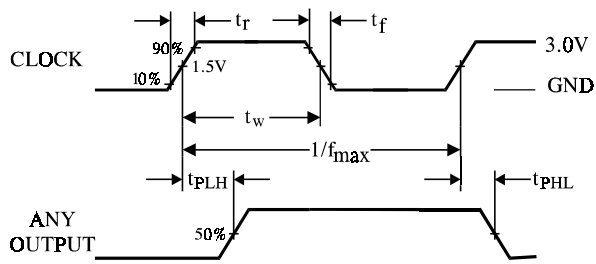 tr
tf
90%
3.0V
CLOCK
1.5V
10%
GND
tw
1/fmax
tPLH
tPHL
ANY
OUTPUT
50%